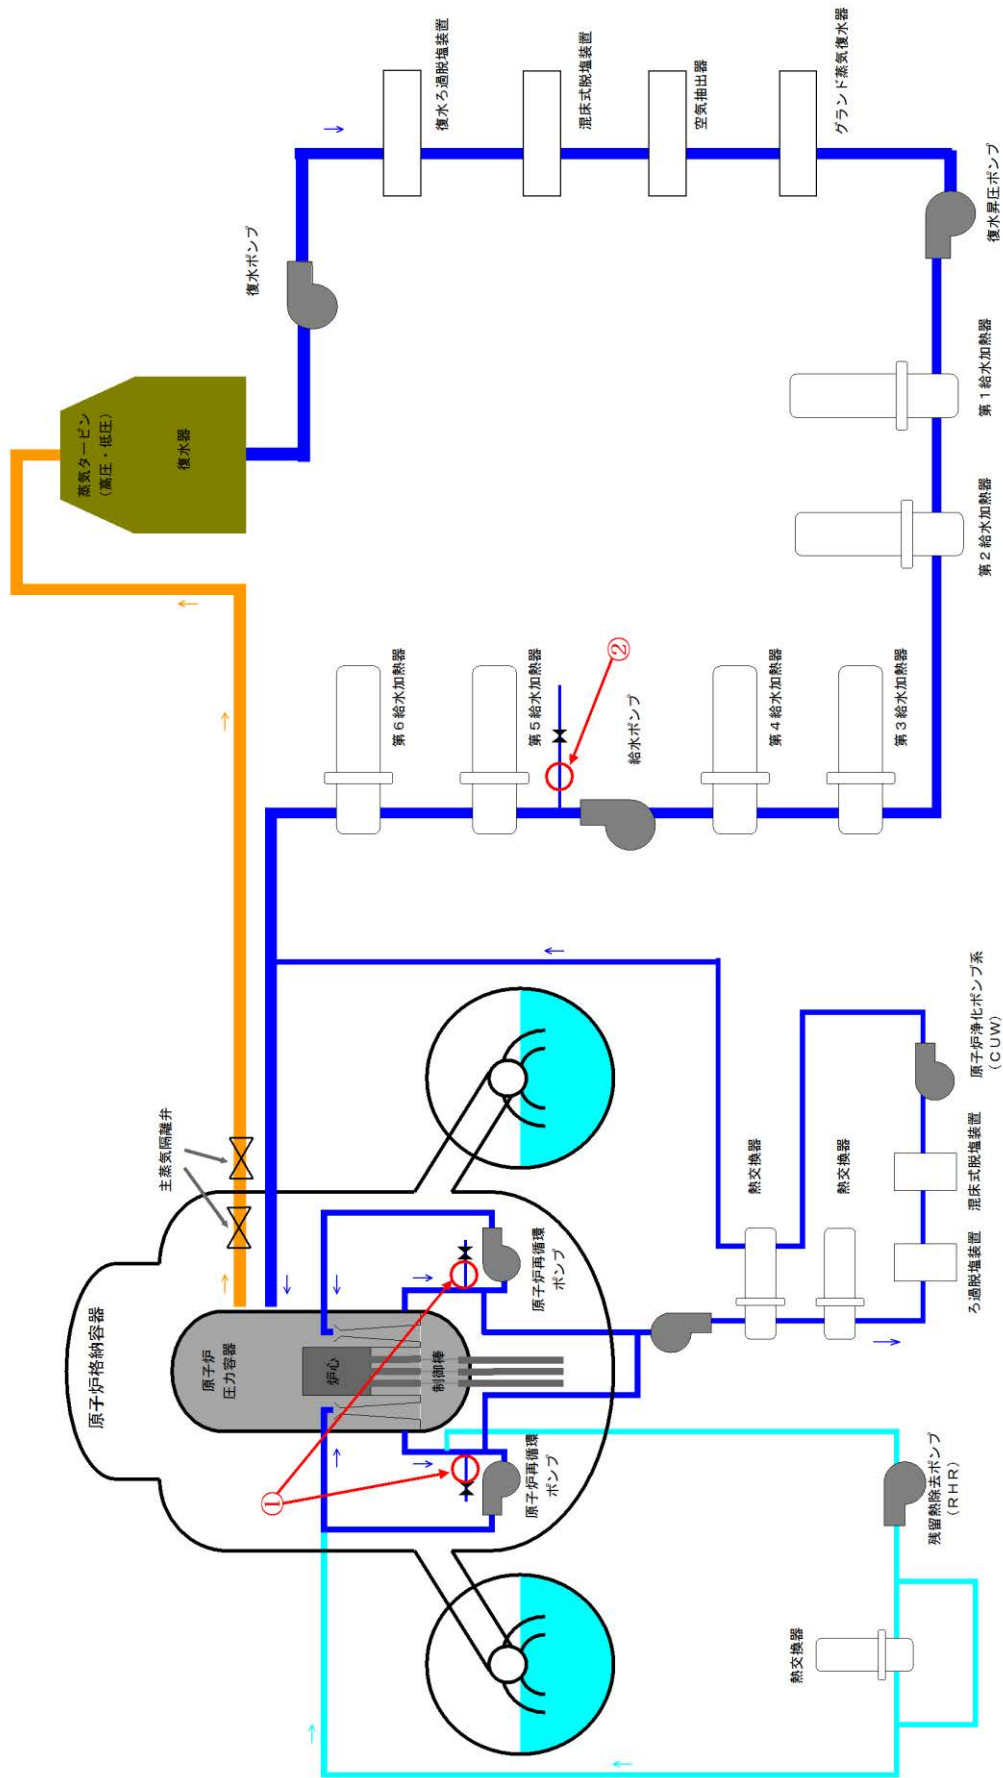 蒸気タービン
(高圧・低圧)
復水器
復水ポンプ
復水ろ過脱塩装置
混床式脱塩装置
空気抽出器
グランド蒸気復水器
復水昇圧ポンプ
第1給水加熱器
第2給水加熱器
第3給水加熱器
第4給水加熱器
給水ポンプ
②
第5給水加熱器
第6給水加熱器
主蒸気隔離弁
原子炉格納容器
原子炉
圧力容器
炉心
制御棒
①
原子炉再循環
ポンプ
原子炉再循環
ポンプ
熱交換器
熱交換器
原子炉浄化ポンプ系
(CUW)
混床式脱塩装置
ろ過脱塩装置
残留熱除去ポンプ
(RHR)
熱交換器